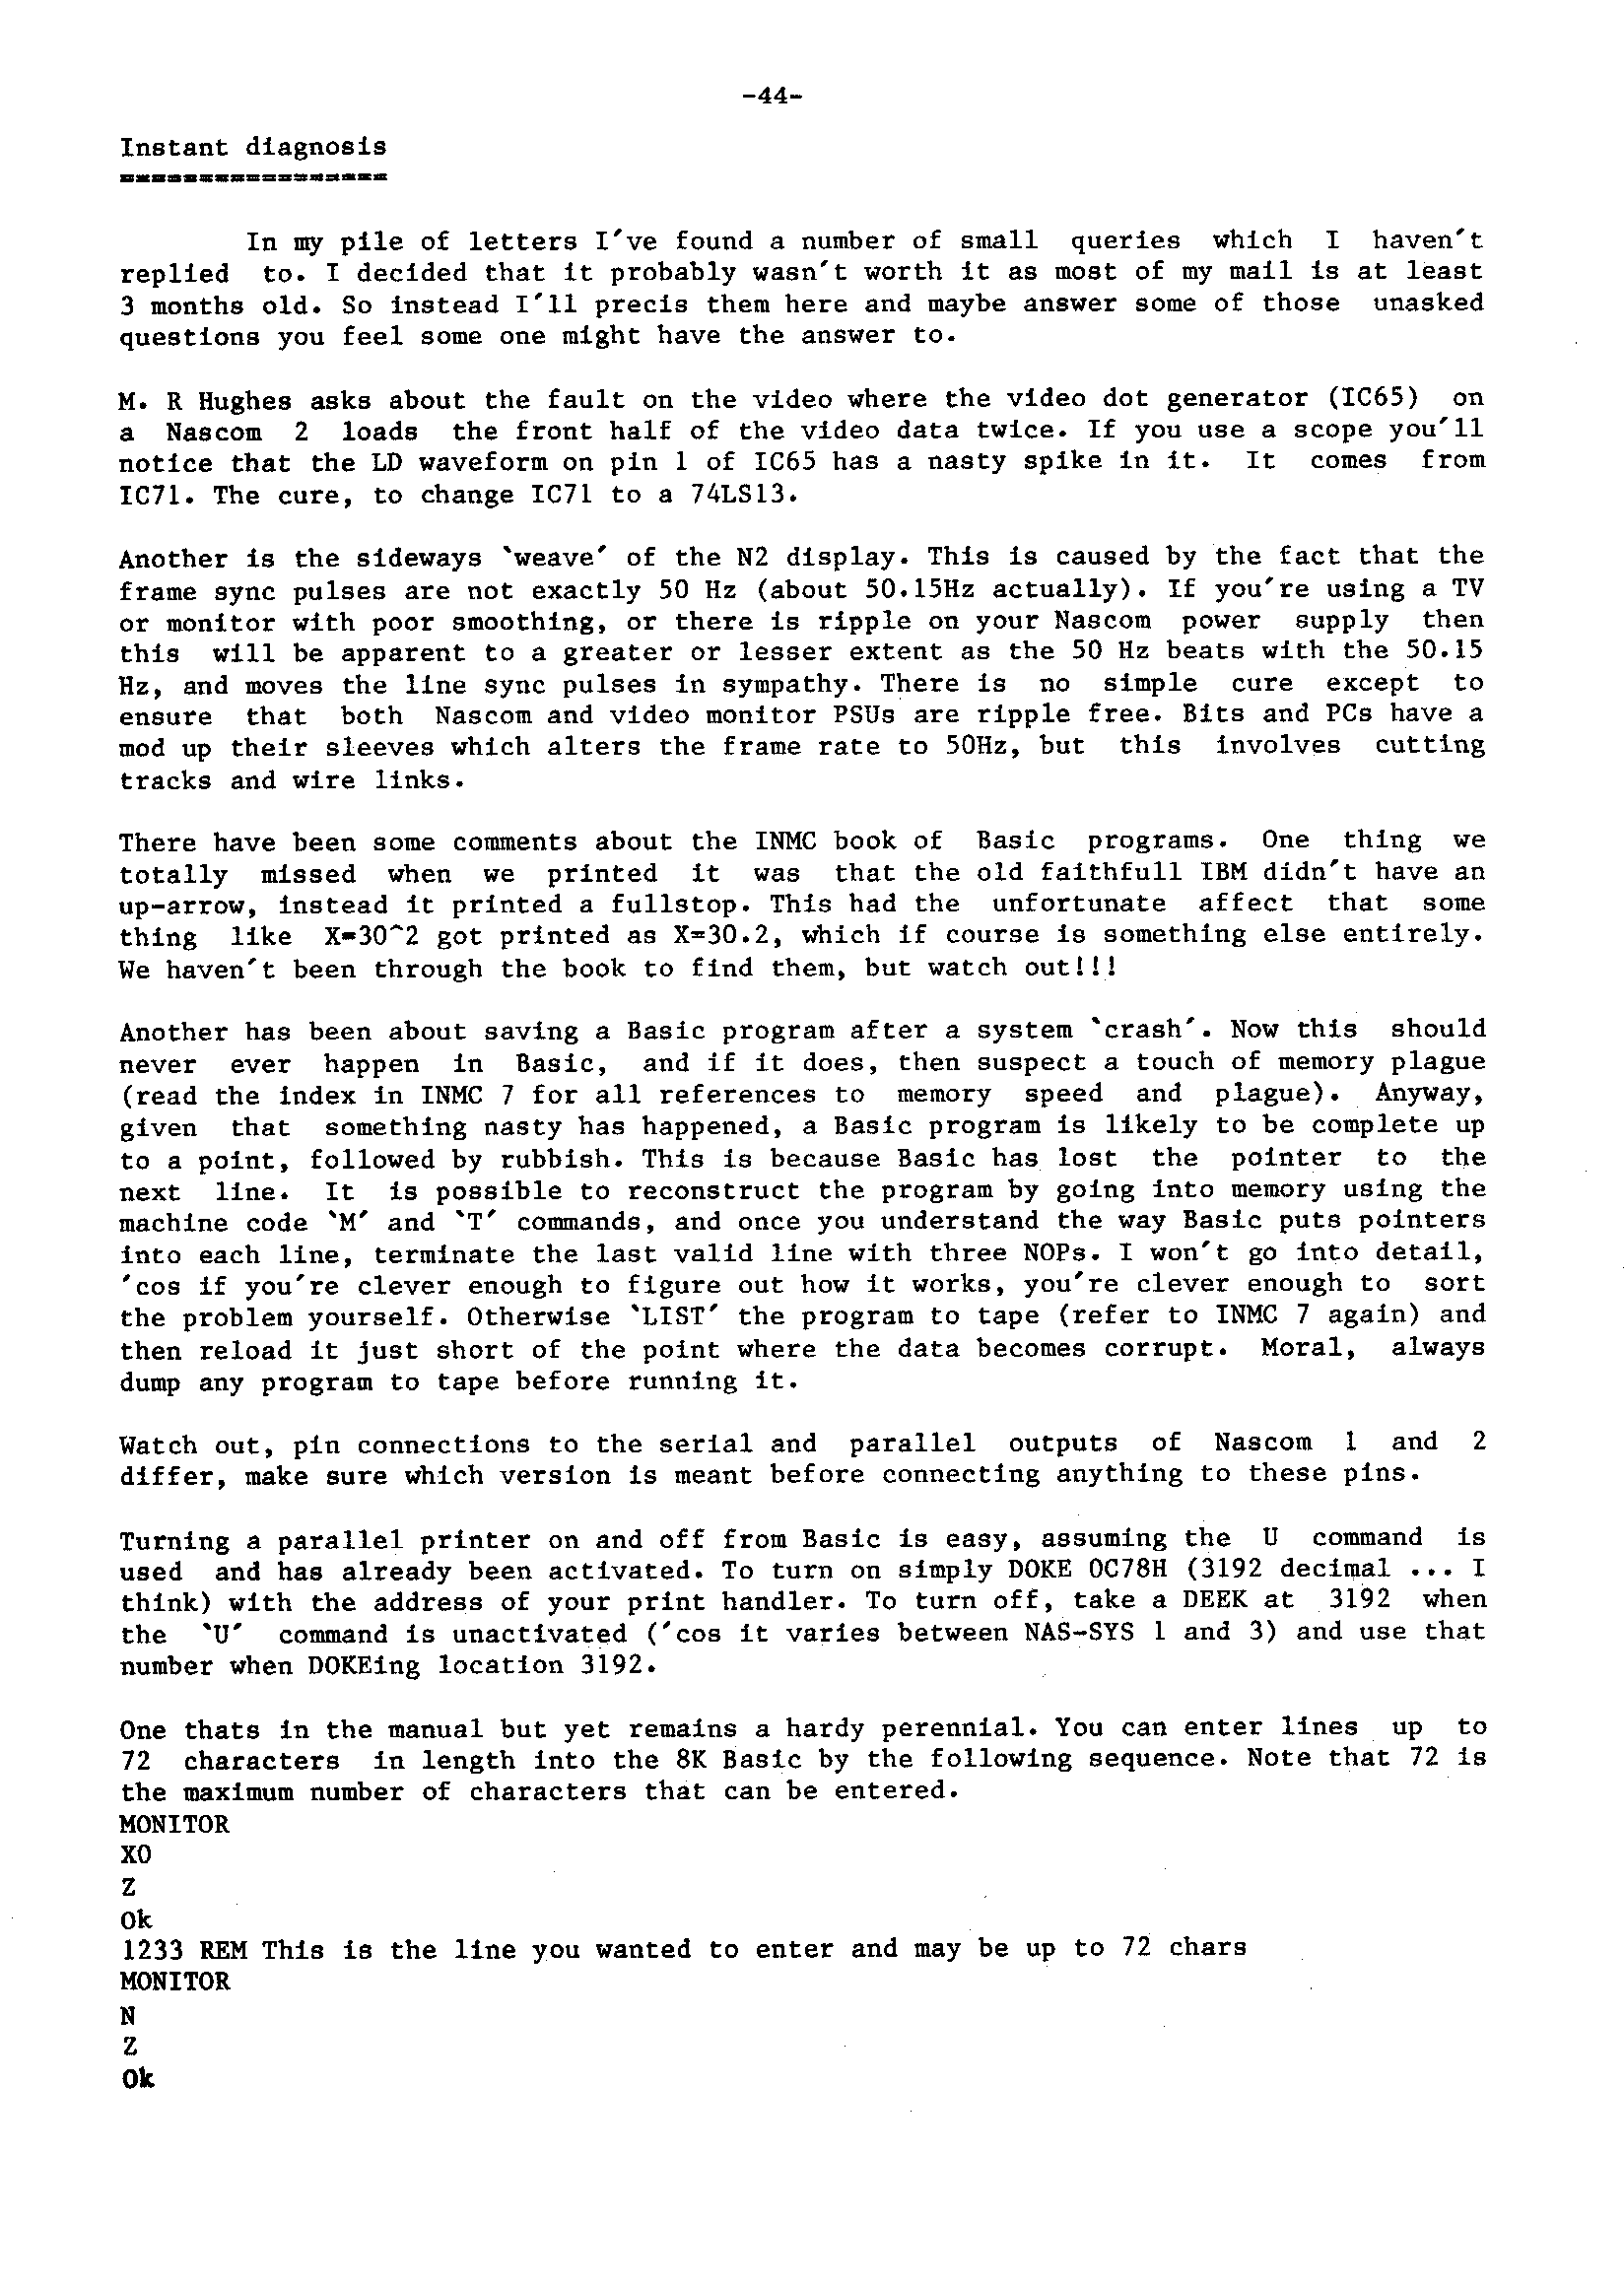 -44-
Instant diagnosis
=================
In my pile of letters I've found a number of small queries which I haven't
replied to. I decided that it probably wasn't worth it as most of my mail is at least
3 months old. So instead I'll precis them here and maybe answer some of those unasked
questions you feel some one might have the answer to.
M. R Hughes asks about the fault on the video where the video dot generator (IC65) on
a Nascom 2 loads the front half of the video data twice. If you use a scope you'll
notice that the LD waveform on pin 1 of IC65 has a nasty spike in it. It comes from
IC71. The cure, to change IC71 to a 74LS13.
Another is the sideways `weave' of the N2 display. This is caused by the fact that the
frame sync pulses are not exactly 50 Hz (about 50.15Hz actually). If you're using a TV
or monitor with poor smoothing, or there is ripple on your Nascom power supply then
this will be apparent to a greater or lesser extent as the 50 Hz beats with the 50.15
Hz, and moves the line sync pulses in sympathy. There is no simple cure except to
ensure that both Nascom and video monitor PSUs are ripple free. Bits and PCs have a
mod up their sleeves which alters the frame rate to 50Hz, but this involves cutting
tracks and wire links.
There have been some comments about the INMC book of Basic programs. One thing we
totally missed when we printed it was that the old faithfull IBM didn't have an
up-arrow, instead it printed a fullstop. This had the unfortunate affect that some
thing like X=30^2 got printed as X=30.2, which if course is something else entirely.
We haven't been through the book to find them, but watch out!!!
Another has been about saving a Basic program after a system `crash'. Now this should
never ever happen in Basic, and if it does, then suspect a touch of memory plague
(read the index in INMC 7 for all references to memory speed and plague). Anyway,
given that something nasty has happened, a Basic program is likely to be complete up
to a point, followed by rubbish. This is because Basic has lost the pointer to the
next line. It is possible to reconstruct the program by going into memory using the
machine code `M' and `T' commands, and once you understand the way Basic puts pointers
into each line, terminate the last valid line with three NOPs. I won't go into detail,
'cos if you're clever enough to figure out how it works, you're clever enough to sort
the problem yourself. Otherwise `LIST' the program to tape (refer to INMC 7 again) and
then reload it just short of the point where the data becomes corrupt. Moral, always
dump any program to tape before running it.
Watch out, pin connections to the serial and parallel outputs of Nascom 1 and 2
differ, make sure which version is meant before connecting anything to these pins.
Turning a parallel printer on and off from Basic is easy, assuming the U command is
used and has already been activated. To turn on simply DOKE 0C78H (3192 decimal ... I
think) with the address of your print handler. To turn off, take a DEEK at 3192 when
the `U' command is unactivated ('cos it varies between NAS-SYS 1 and 3) and use that
number when DOKEing location 3192.
One thats in the manual but yet remains a hardy perennial. You can enter lines up to
72 characters in length into the 8K Basic by the following sequence. Note that 72 is
the maximum number of characters that can be entered.
MONITOR
X0
Z
Ok
1233 REM This is the line you wanted to enter and may be up to 72 chars
MONITOR
N
Z
Ok